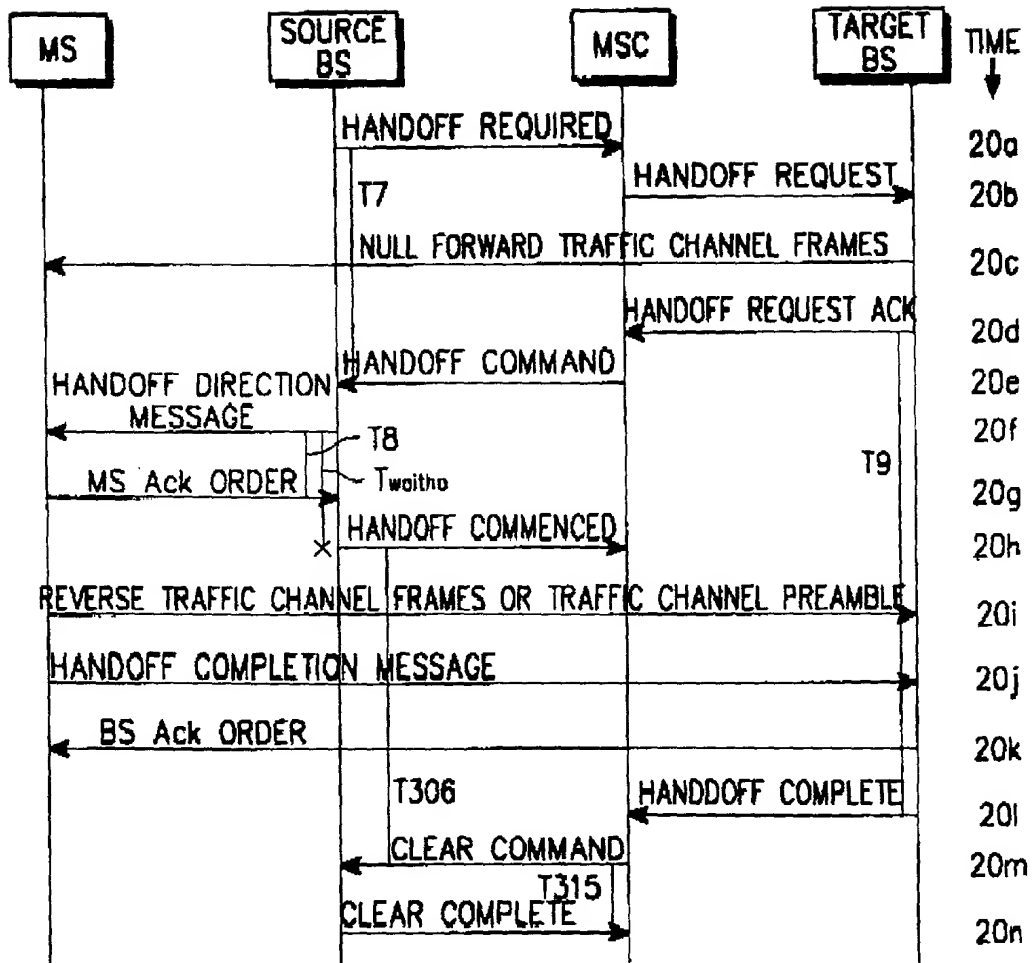 MS
SOURCE
BS
MSC
TARGET
BS
TIME
HANDOFF REQUIRED
20a
T7
HANDOFF REQUEST
20b
NULL FORWARD TRAFFIC CHANNEL FRAMES
20c
HANDOFF REQUEST ACK
20d
HANDOFF COMMAND
20e
HANDOFF DIRECTION
MESSAGE
20f
T8
T9
MS Ack ORDER
Twaitho
20g
HANDOFF COMMENCED
20h
REVERSE TRAFFIC CHANNEL FRAMES OR TRAFFIC CHANNEL PREAMBLE
20i
HANDOFF COMPLETION MESSAGE
20j
BS Ack ORDER
20k
T306
HANDDOFF COMPLETE
20l
CLEAR COMMAND
20m
T315
CLEAR COMPLETE
20n